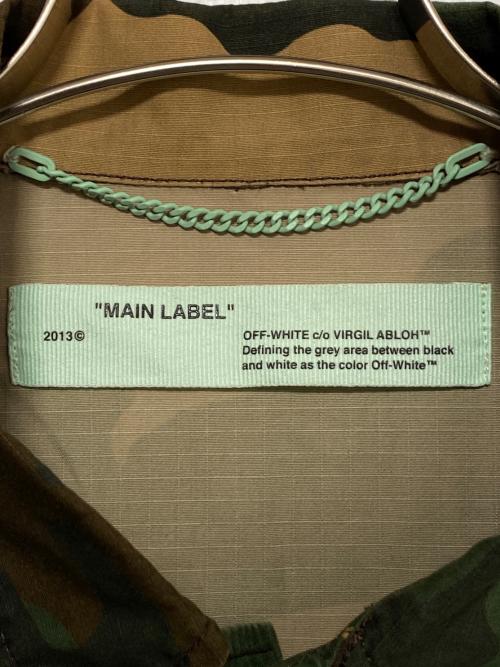 "MAIN LABEL"
2013©
OFF-WHITE c/o VIRGIL ABLOH™
Defining the grey area between black
and white as the color Off-White™